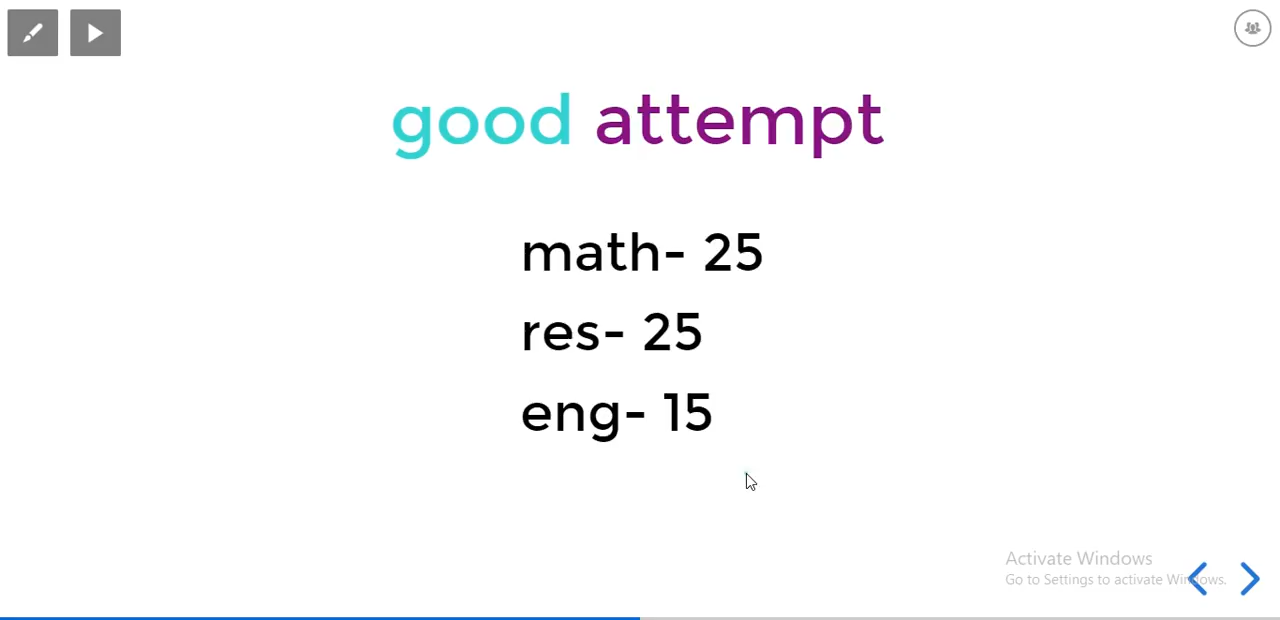 good attempt
math- 25
res- 25
eng- 15
Activate Windows
Go to Settings to activate Windows.